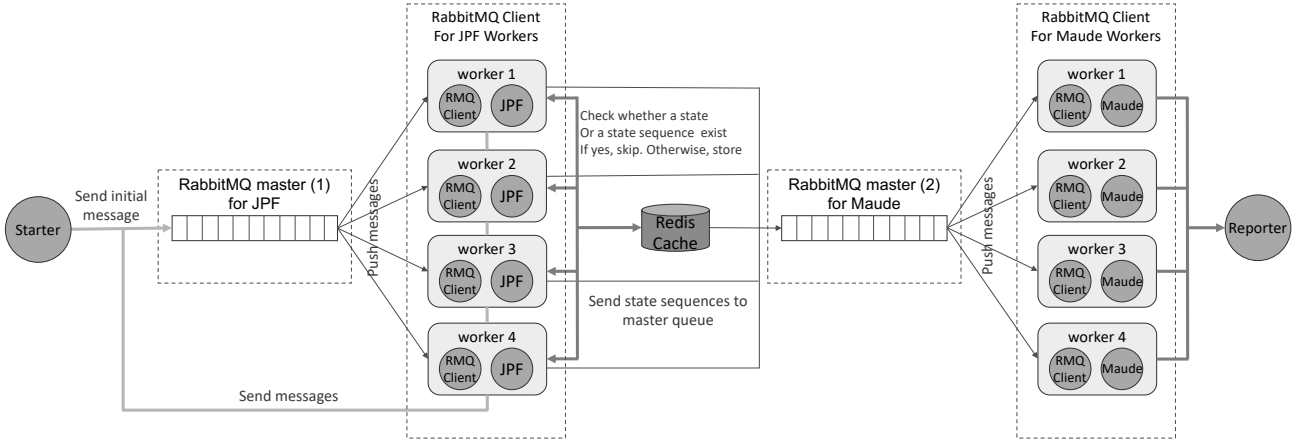 Starter
Send initial
message
RabbitMQ master (1)
for JPF
Push messages
Send messages
RabbitMQ Client
For JPF Workers
worker 1
RMQ
Client
JPF
worker 2
RMQ
Client
JPF
worker 3
RMQ
Client
JPF
worker 4
RMQ
Client
JPF
Check whether a state
Or a state sequence exist
If yes, skip. Otherwise, store
Redis
Cache
Send state sequences to
master queue
RabbitMQ master (2)
for Maude
Push messages
RabbitMQ Client
For Maude Workers
worker 1
RMQ
Client
Maude
worker 2
RMQ
Client
Maude
worker 3
RMQ
Client
Maude
worker 4
RMQ
Client
Maude
Reporter